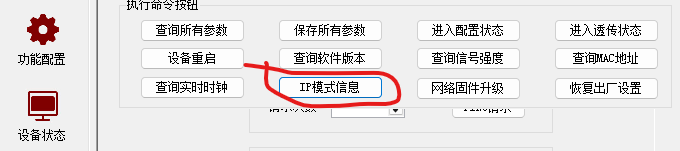 执行命令按钮
查询所有参数 保存所有参数 进入配置状态 进入透传状态
设备重启 查询软件版本 查询信号强度 查询MAC地址
查询实时时钟 IP模式信息 网络固件升级 恢复出厂设置
功能配置
设备状态